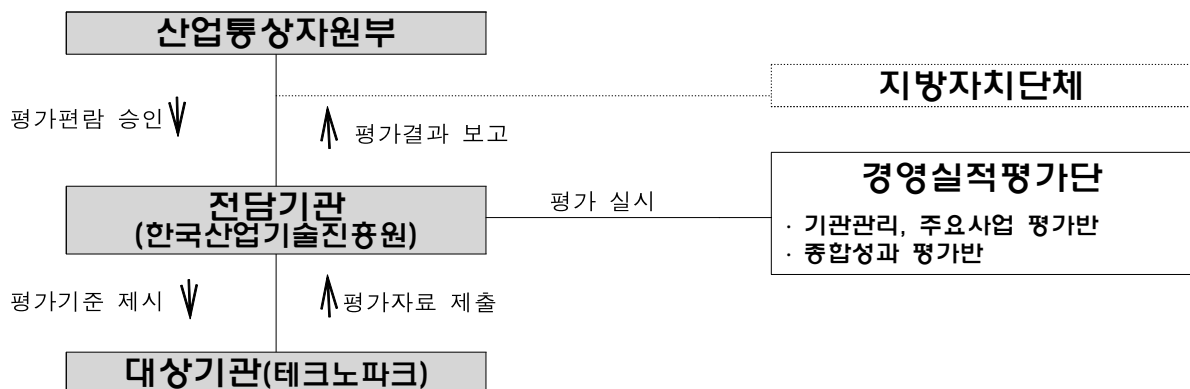 산업통상자원부
지방자치단체
평가편람 승인
평가결과 보고
전담기관
(한국산업기술진흥원)
평가 실시
경영실적평가단
· 기관관리, 주요사업 평가반
· 종합성과 평가반
평가기준 제시
평가자료 제출
대상기관(테크노파크)